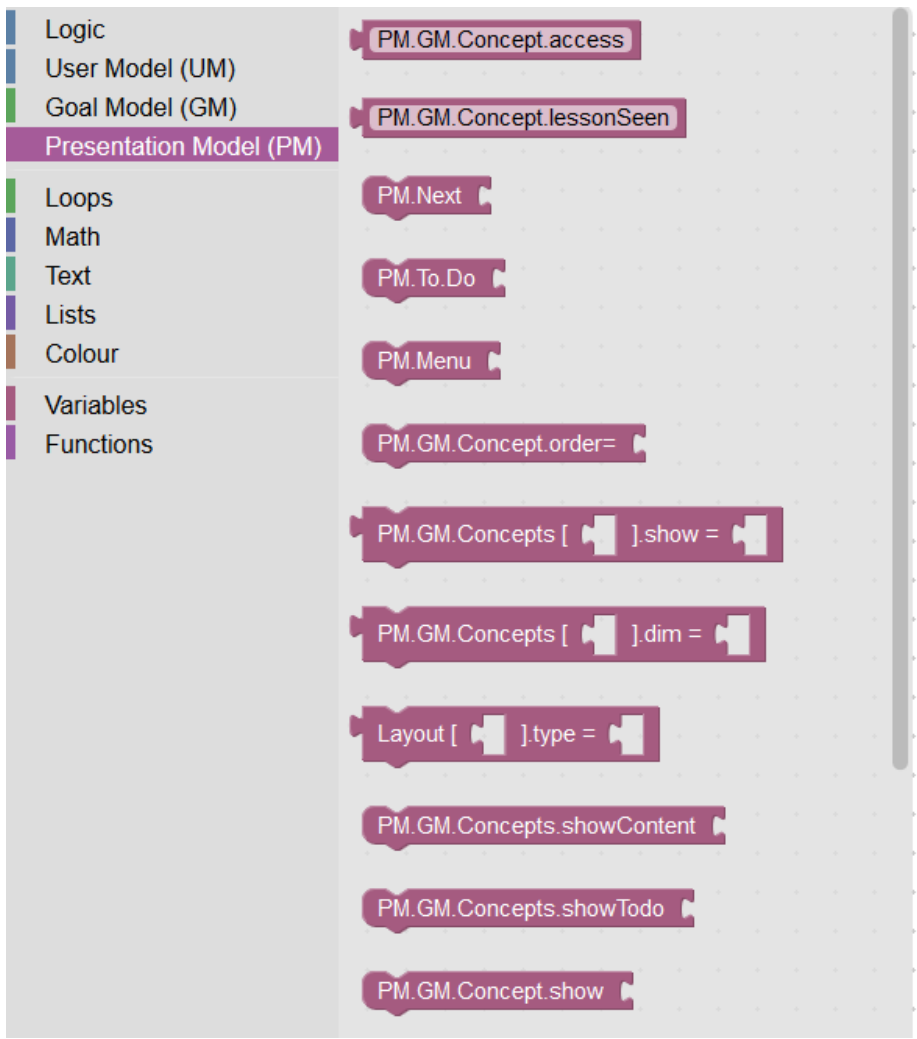 Logic
User Model (UM)
Goal Model (GM)
Presentation Model (PM)
Loops
Math
Text
Lists
Colour
Variables
Functions
PM.GM.Concept.access
PM.GM.Concept.lessonSeen
PM.Next
PM.To.Do
PM.Menu
PM.GM.Concept.order=
PM.GM.Concepts [ ].show =
PM.GM.Concepts [ ].dim =
Layout [ ].type =
PM.GM.Concepts.showContent
PM.GM.Concepts.showTodo
PM.GM.Concept.show